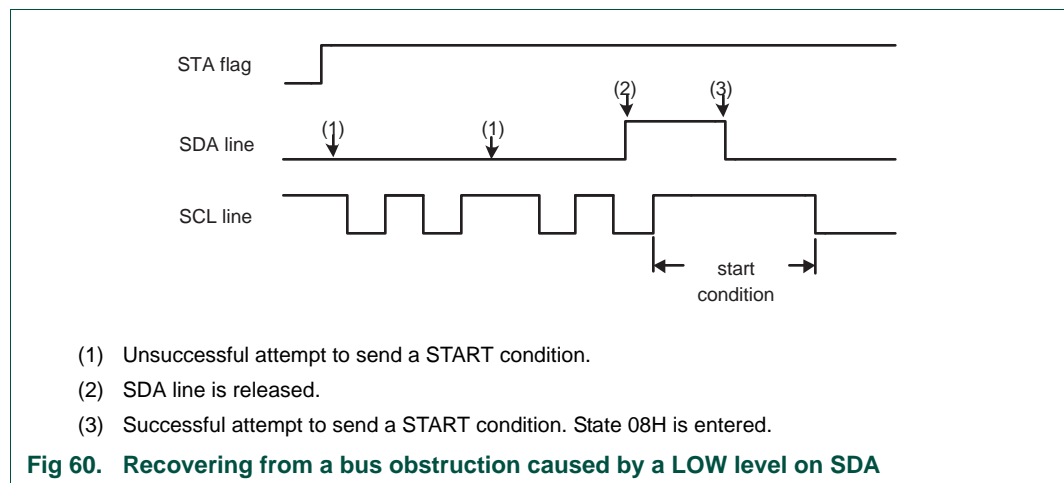 STA flag
(2) (3)
(1) (1)
SDA line
SCL line
start
condition
(1) Unsuccessful attempt to send a START condition.
(2) SDA line is released.
(3) Successful attempt to send a START condition. State 08H is entered.
Fig 60. Recovering from a bus obstruction caused by a LOW level on SDA